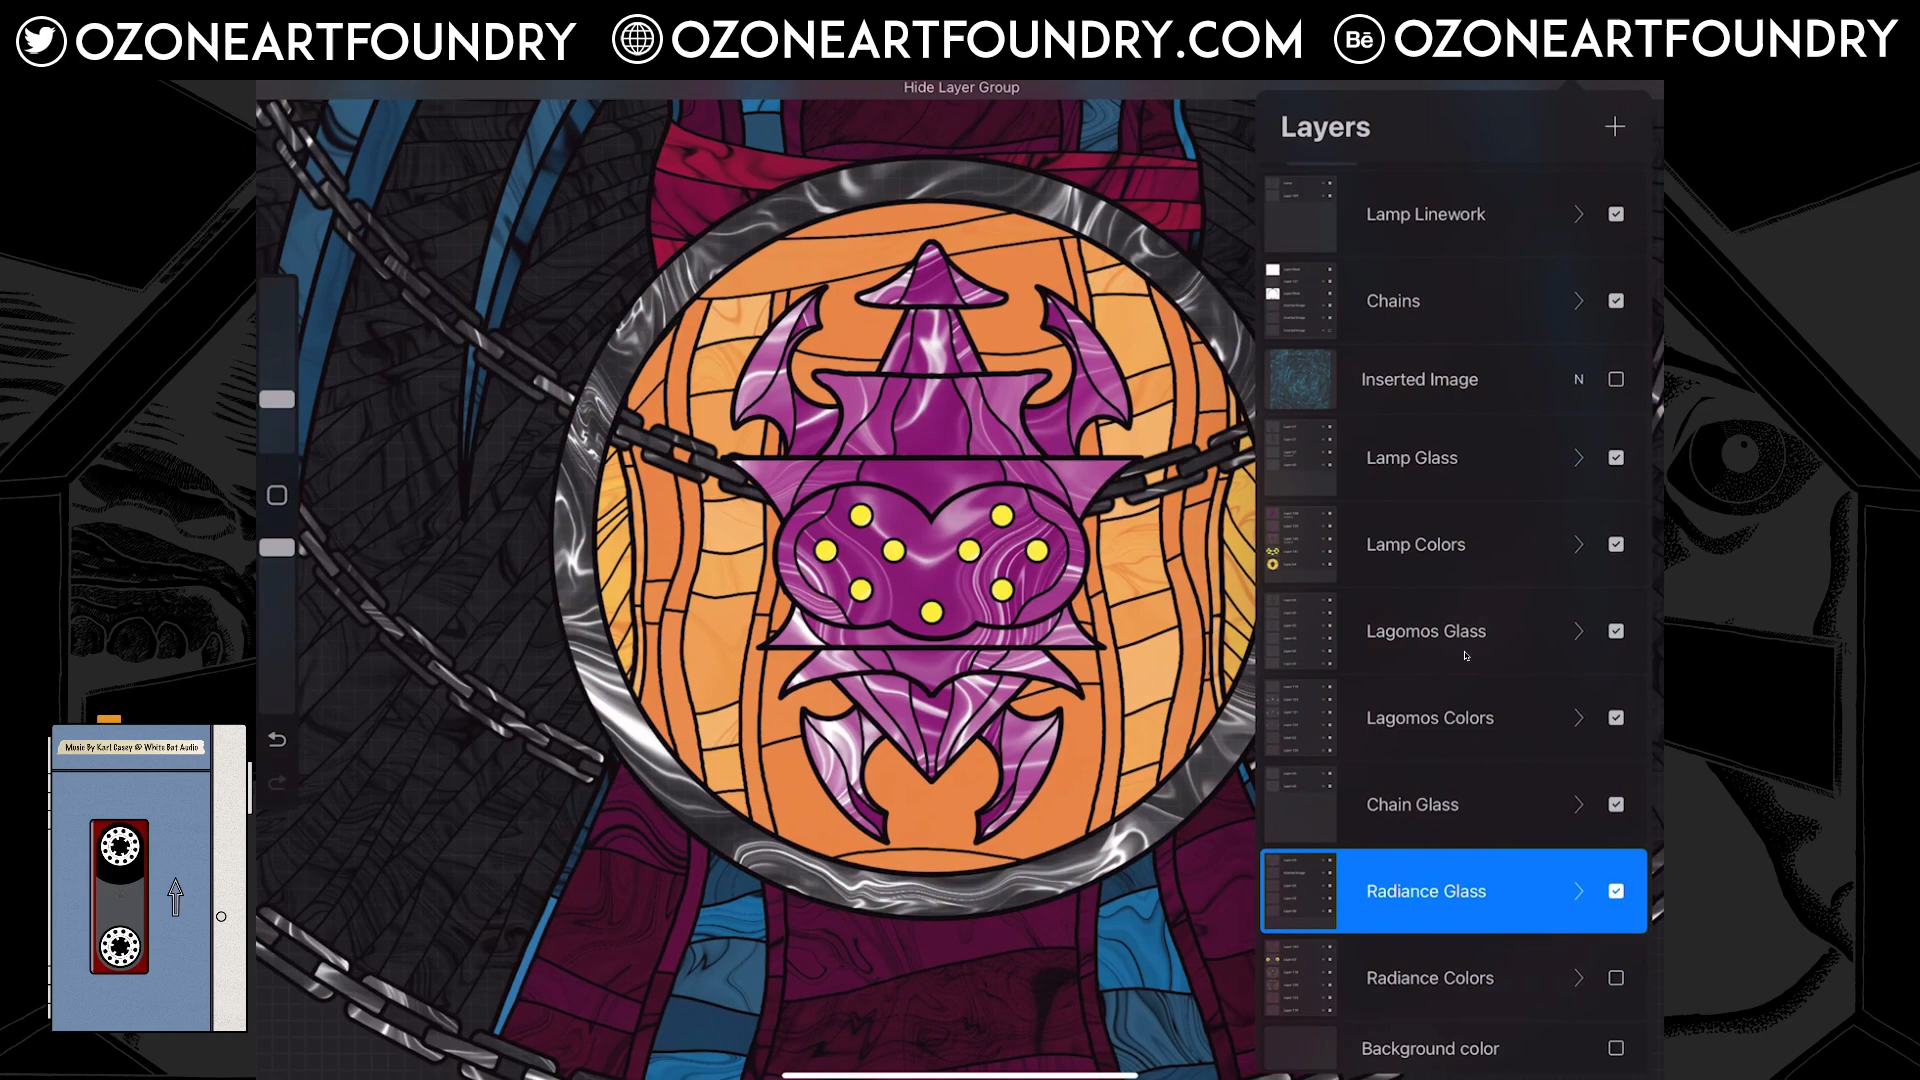 OZONEARTFOUNDRY
OZONEARTFOUNDRY.COM
Bē OZONEARTFOUNDRY
Hide Layer Group
Layers
Lamp Linework
Chains
Inserted Image N
Lamp Glass
Lamp Colors
Lagomos Glass
Lagomos Colors
Chain Glass
Radiance Glass
Radiance Colors
Background color
Music By Karl Casey @ White Bat Audio